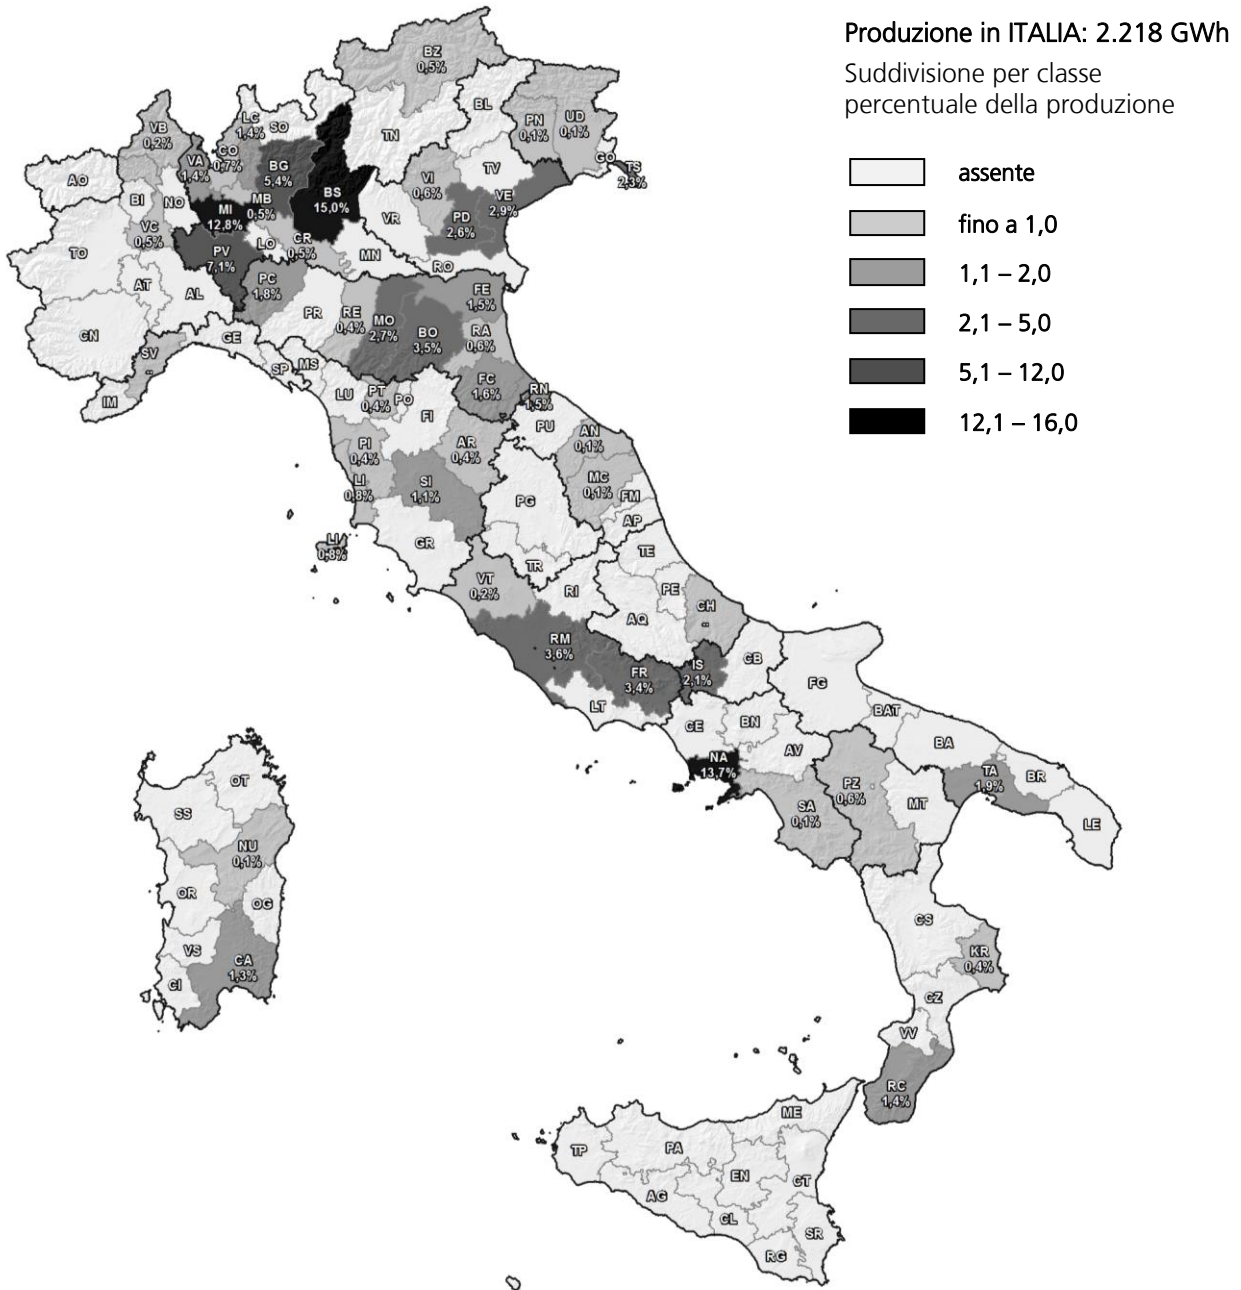 Produzione in ITALIA: 2.218 GWh
Suddivisione per classe
percentuale della produzione
assente
fino a 1,0
1,1 – 2,0
2,1 – 5,0
5,1 – 12,0
12,1 – 16,0
BZ
0,5%
BL
PN
0,1%
UD
0,1%
GO
TS
2,3%
TN
SO
LC
1,4%
VB
0,2%
CO
0,7%
VA
1,4%
BG
5,4%
BS
15,0%
AO
BI
NO
MI
12,8%
MB
0,5%
VI
0,6%
TV
VE
2,9%
PD
2,6%
VR
VC
0,5%
LO
CR
0,5%
MN
RO
TO
PV
7,1%
AT
AL
PC
1,8%
PR
RE
0,4%
MO
2,7%
BO
3,5%
FE
1,5%
RA
0,6%
CN
GE
SV
..
SP
MS
IM
LU
PT
0,4%
PO
FI
FC
1,6%
RN
1,5%
PU
PI
0,4%
AR
0,4%
AN
0,1%
LI
0,8%
SI
1,1%
MC
0,1%
FM
PG
AP
GR
LI
0,8%
TE
TR
VT
0,2%
RI
PE
CH
..
AQ
RM
3,6%
FR
3,4%
IS
2,1%
CB
FG
LT
CE
BN
BAT
BA
AV
NA
13,7%
PZ
0,6%
MT
TA
1,9%
BR
SA
0,1%
LE
OT
SS
NU
0,1%
OR
OG
VS
CA
1,3%
CI
CS
KR
0,4%
CZ
VV
RC
1,4%
ME
TP
PA
EN
CT
AG
CL
SR
RG